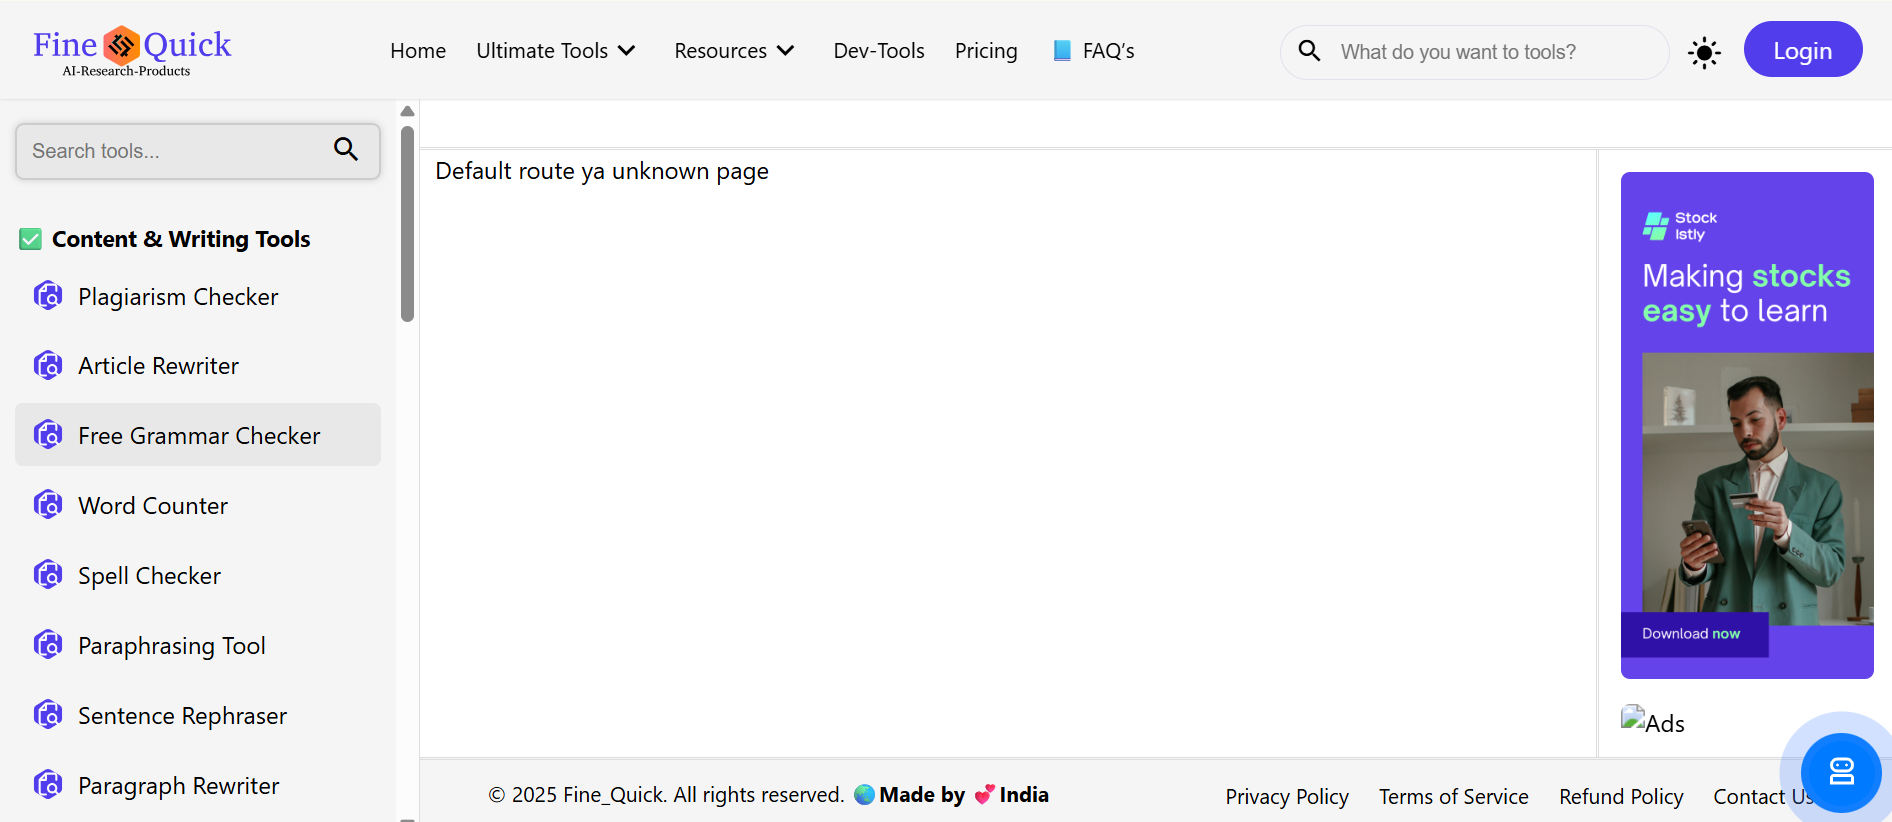 Fine Quick
AI-Research-Products
Home
Ultimate Tools
Resources
Dev-Tools
Pricing
FAQ’s
What do you want to tools?
Login
Search tools...
Content & Writing Tools
Plagiarism Checker
Article Rewriter
Free Grammar Checker
Word Counter
Spell Checker
Paraphrasing Tool
Sentence Rephraser
Paragraph Rewriter
Default route ya unknown page
Stock
Istly
Making stocks
easy to learn
Download now
Ads
© 2025 Fine_Quick. All rights reserved. 🌏Made by 💕India
Privacy Policy
Terms of Service
Refund Policy
Contact Us